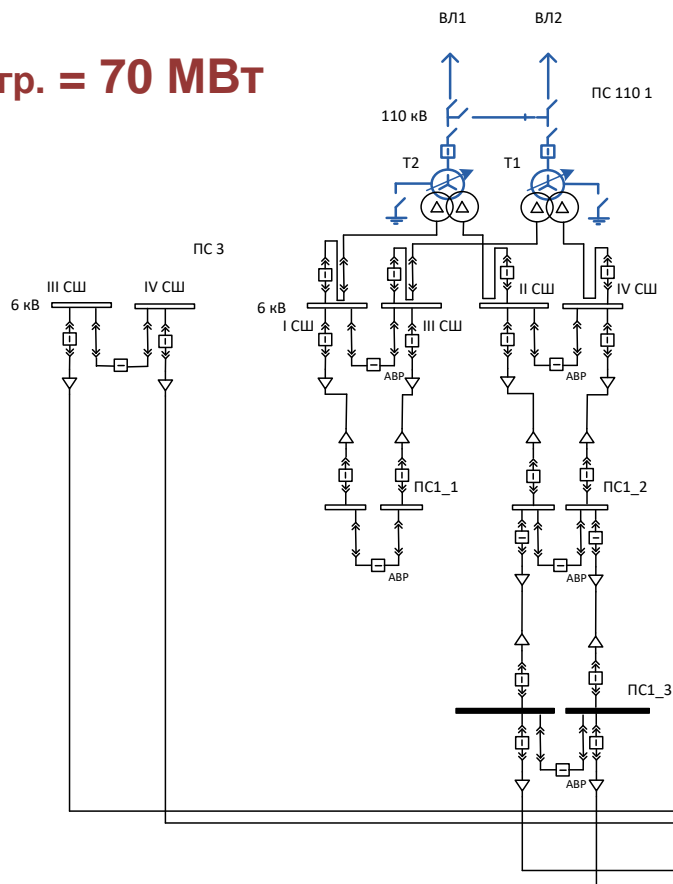 ВЛ1 ВЛ2
гр. = 70 МВт
ПС 110 1
110 кВ
Т2 Т1
ПС 3
III СШ IV СШ II СШ IV СШ
6 кВ 6 кВ
I СШ III СШ
АВР АВР
ПС1_1 ПС1_2
АВР АВР
ПС1_3
АВР